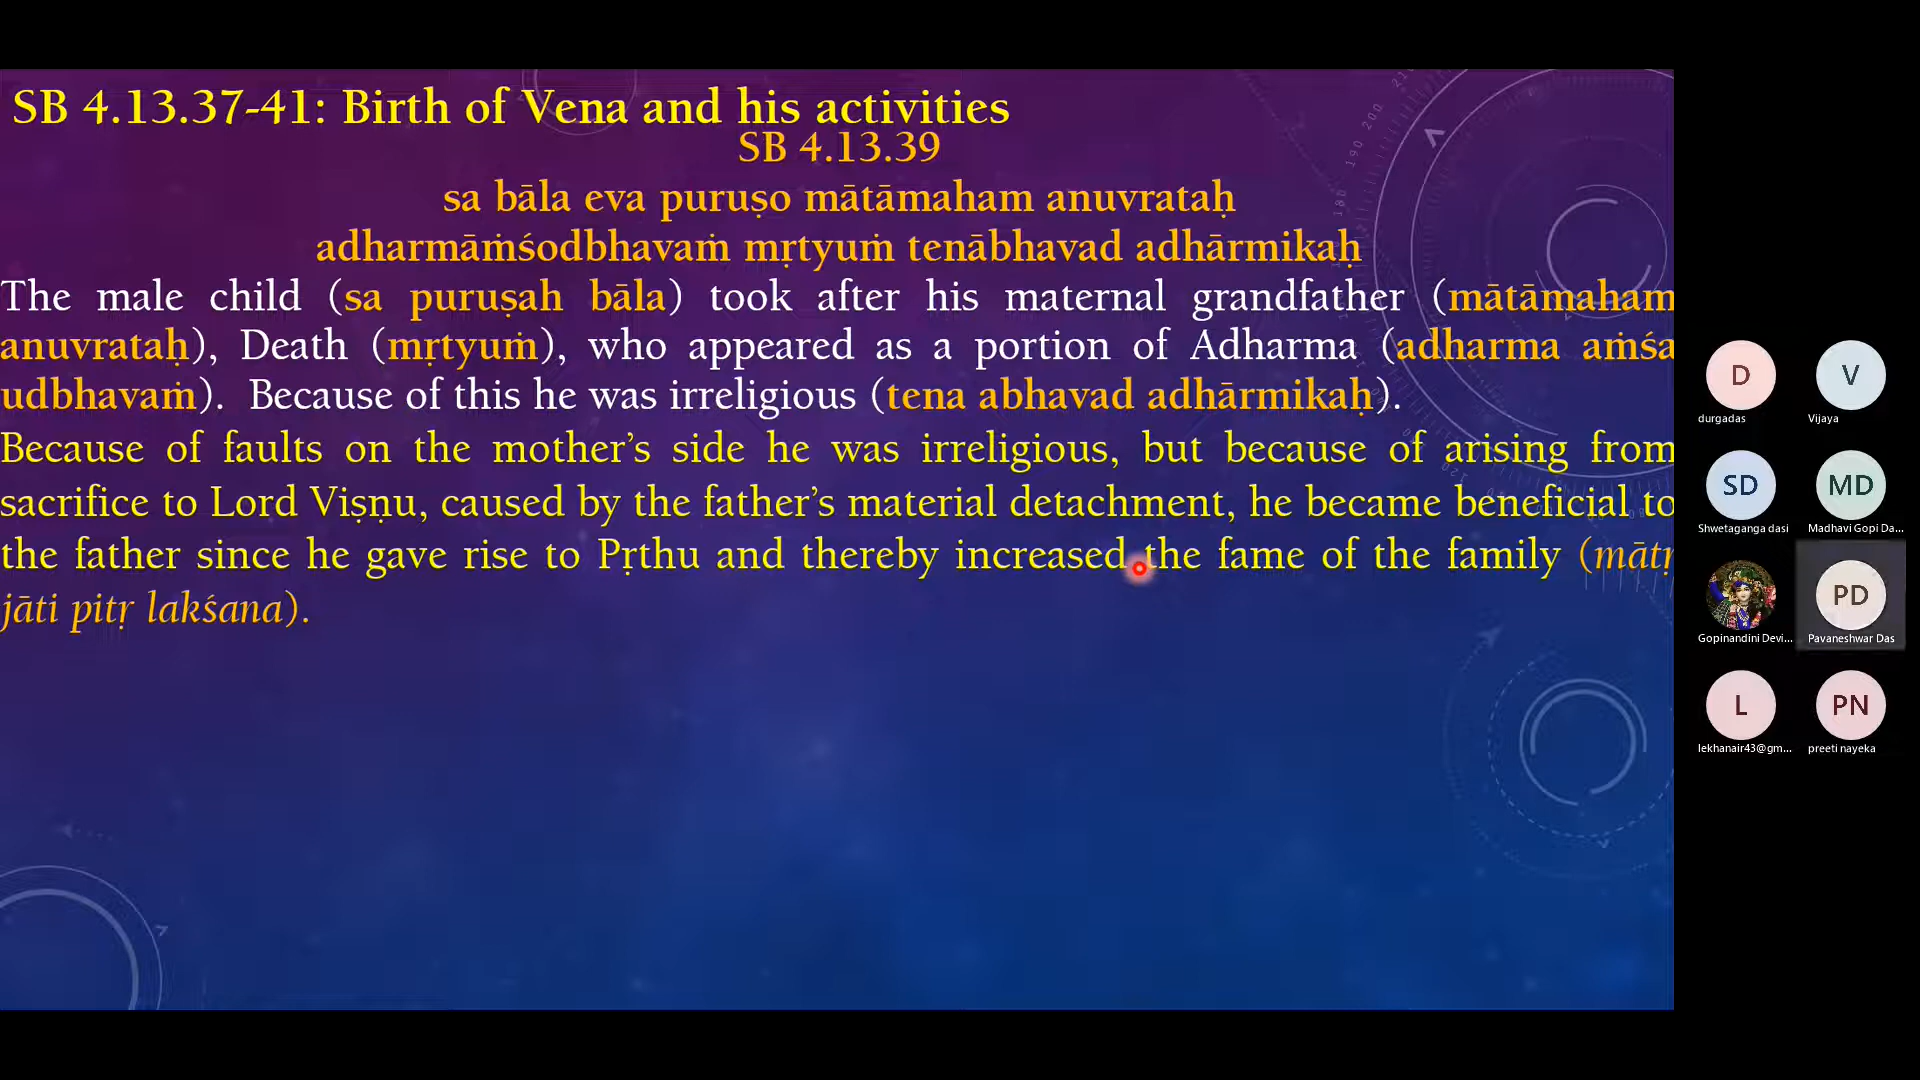 SB 4.13.37-41: Birth of Vena and his activities
SB 4.13.39
sa bāla eva puruṣo mātāmaham anuvrataḥ
adharmāṁśodbhavaṁ mṛtyuṁ tenābhavad adhārmikaḥ
The male child (sa puruṣah bāla) took after his maternal grandfather (mātāmaham
anuvrataḥ), Death (mṛtyuṁ), who appeared as a portion of Adharma (adharma aṁśa
udbhavaṁ). Because of this he was irreligious (tena abhavad adhārmikaḥ).
Because of faults on the mother’s side he was irreligious, but because of arising from
sacrifice to Lord Viṣṇu, caused by the father’s material detachment, he became beneficial to
the father since he gave rise to Pṛthu and thereby increased the fame of the family (mātṛ
jāti pitṛ lakśana).
D
V
durgadas
Vijaya
SD
MD
Shwetaganga dasi
Madhavi Gopi Da...
PD
Gopinandini Devi...
Pavaneshwar Das
L
PN
lekhanair43@gm...
preeti nayeka